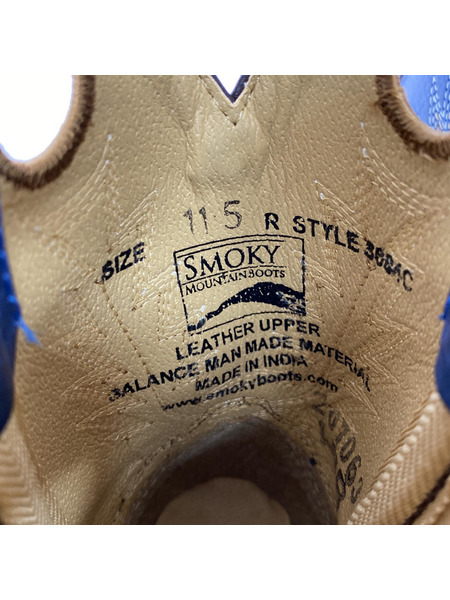 SIZE 11.5 R STYLE 3684C
SMOKY
MOUNTAIN BOOTS
LEATHER UPPER
BALANCE MAN MADE MATERIAL
MADE IN INDIA
www.smokyboots.com